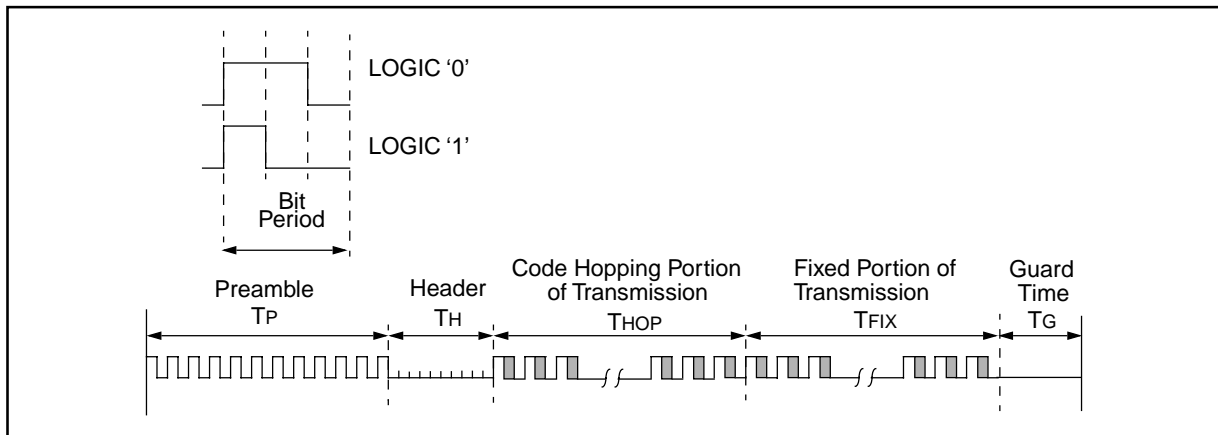 LOGIC ‘0’
LOGIC ‘1’
Bit
Period
Preamble
TP
Header
TH
Code Hopping Portion
of Transmission
THOP
Fixed Portion of
Transmission
TFIX
Guard
Time
TG